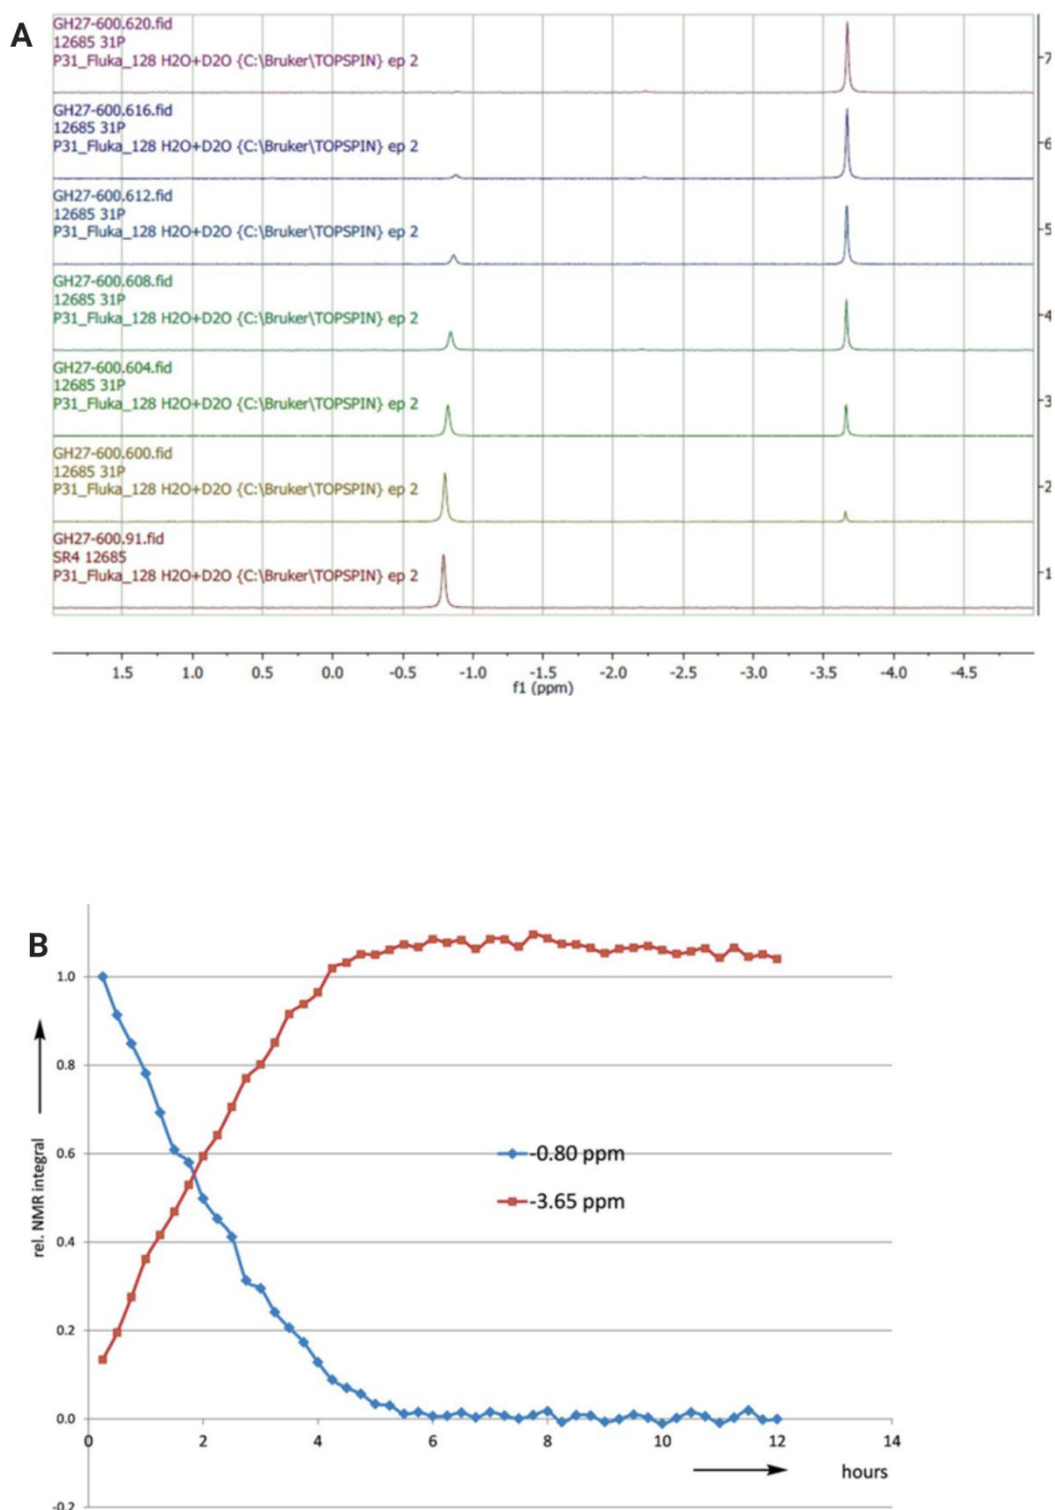 A
GH27-600.620.fid
12685 31P
P31_Fluka_128 H2O+D2O {C:\Bruker\TOPSPIN} ep 2
7
GH27-600.616.fid
12685 31P
P31_Fluka_128 H2O+D2O {C:\Bruker\TOPSPIN} ep 2
6
GH27-600.612.fid
12685 31P
P31_Fluka_128 H2O+D2O {C:\Bruker\TOPSPIN} ep 2
5
GH27-600.608.fid
12685 31P
P31_Fluka_128 H2O+D2O {C:\Bruker\TOPSPIN} ep 2
4
GH27-600.604.fid
12685 31P
P31_Fluka_128 H2O+D2O {C:\Bruker\TOPSPIN} ep 2
3
GH27-600.600.fid
12685 31P
P31_Fluka_128 H2O+D2O {C:\Bruker\TOPSPIN} ep 2
2
GH27-600.91.fid
SR4 12685
P31_Fluka_128 H2O+D2O {C:\Bruker\TOPSPIN} ep 2
1
1.5 1.0 0.5 0.0 -0.5 -1.0 -1.5 -2.0 -2.5 -3.0 -3.5 -4.0 -4.5
f1 (ppm)
B
1.0
0.8
0.6
0.4
0.2
0.0
-0.2
rel. NMR integral
-0.80 ppm
-3.65 ppm
0 2 4 6 8 10 12 14
hours